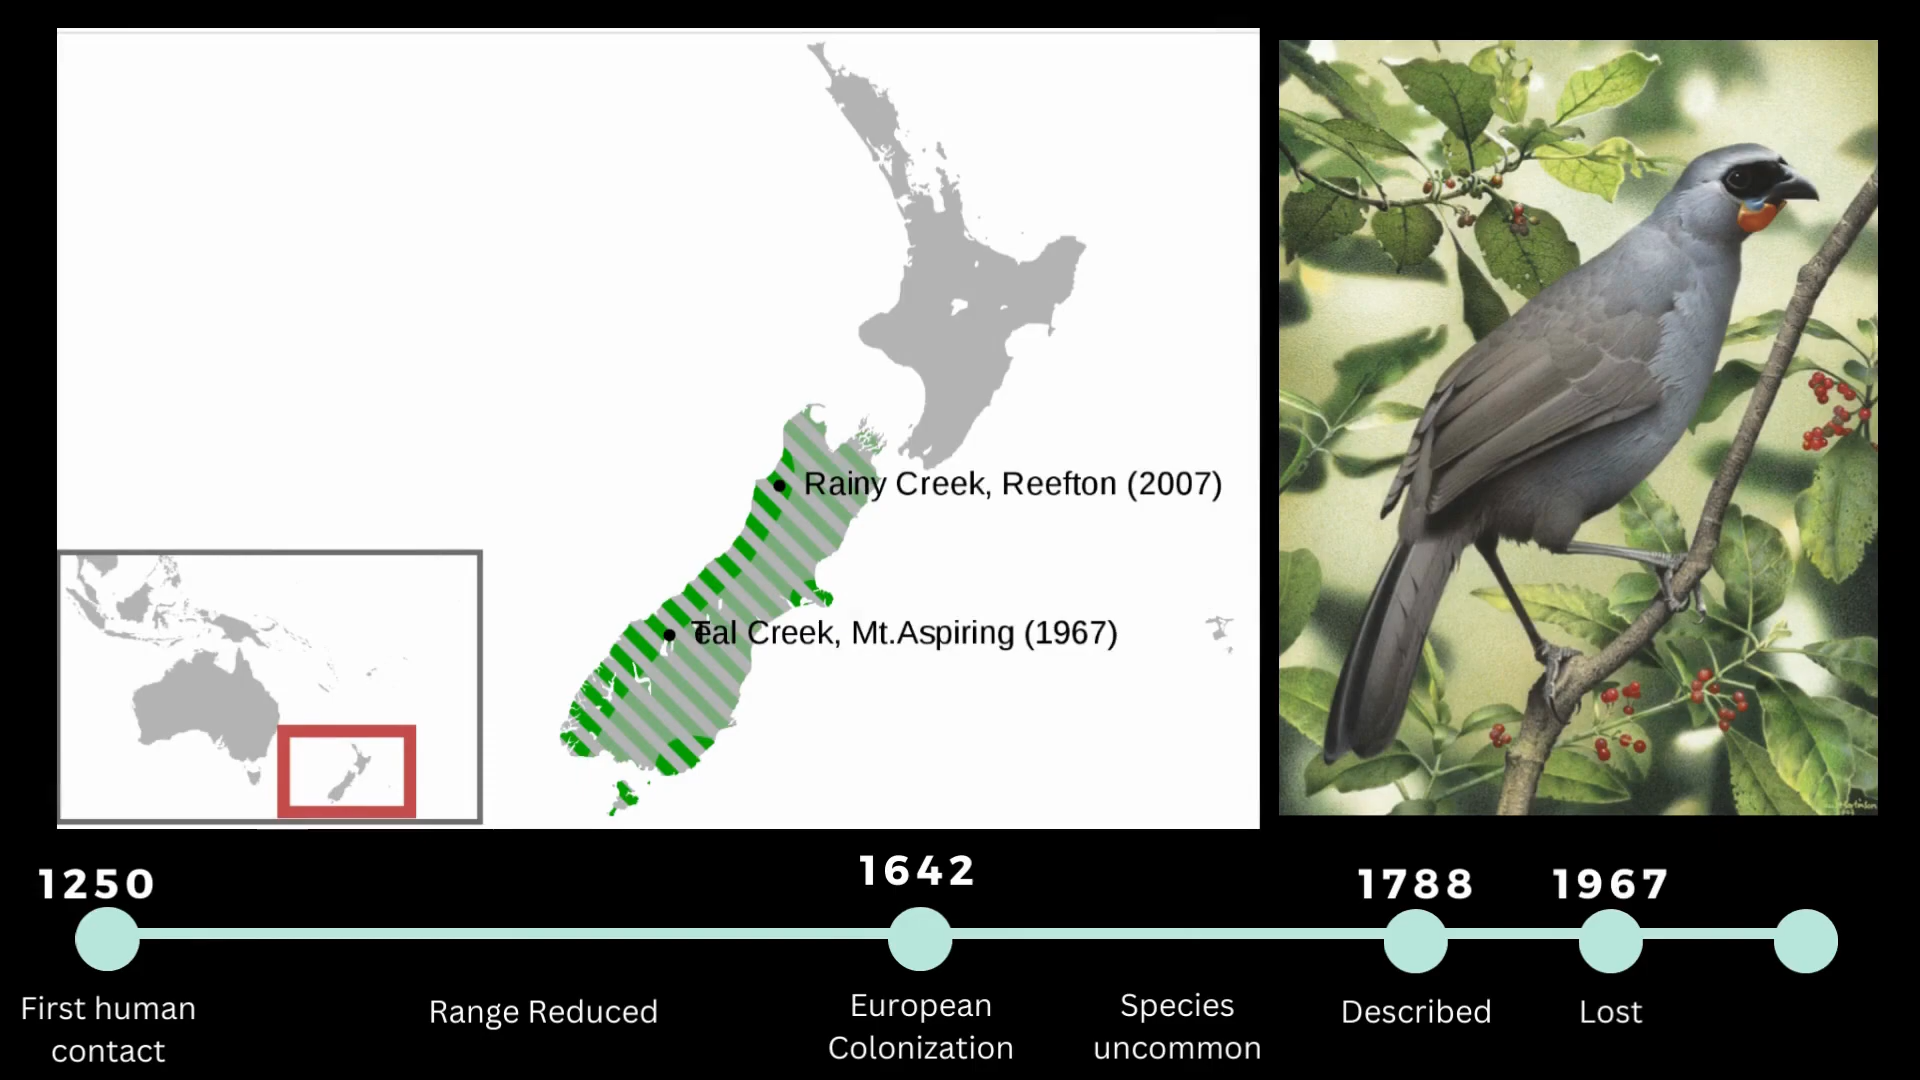 Rainy Creek, Reefton (2007)
Teal Creek, Mt.Aspiring (1967)
1250
1642
1788
1967
First human
contact
Range Reduced
European
Colonization
Species
uncommon
Described
Lost